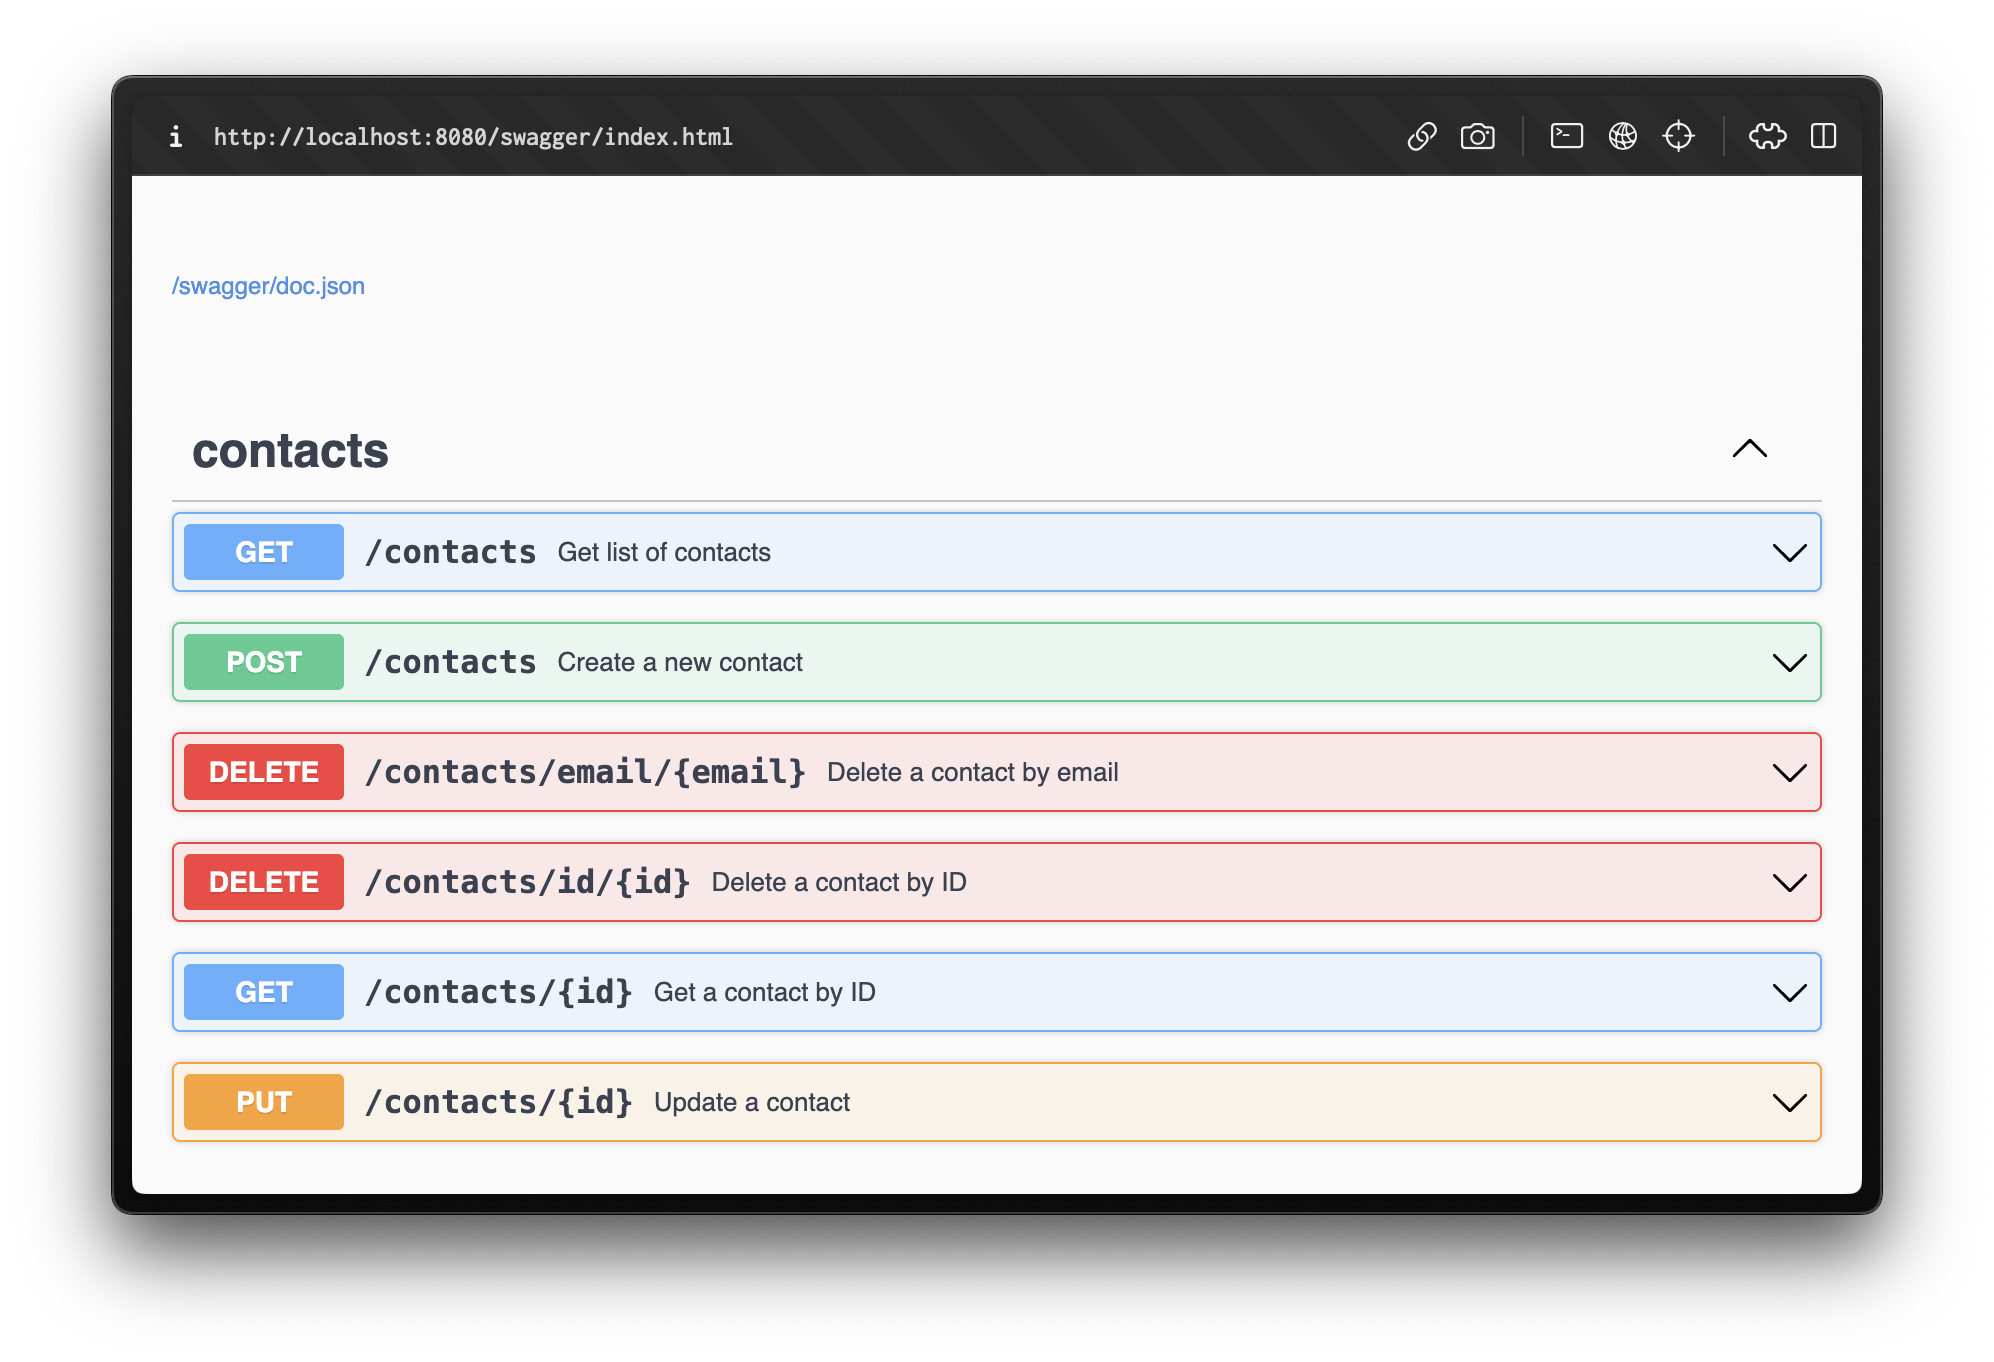 http://localhost:8080/swagger/index.html
/swagger/doc.json
contacts
GET /contacts Get list of contacts
POST /contacts Create a new contact
DELETE /contacts/email/{email} Delete a contact by email
DELETE /contacts/id/{id} Delete a contact by ID
GET /contacts/{id} Get a contact by ID
PUT /contacts/{id} Update a contact